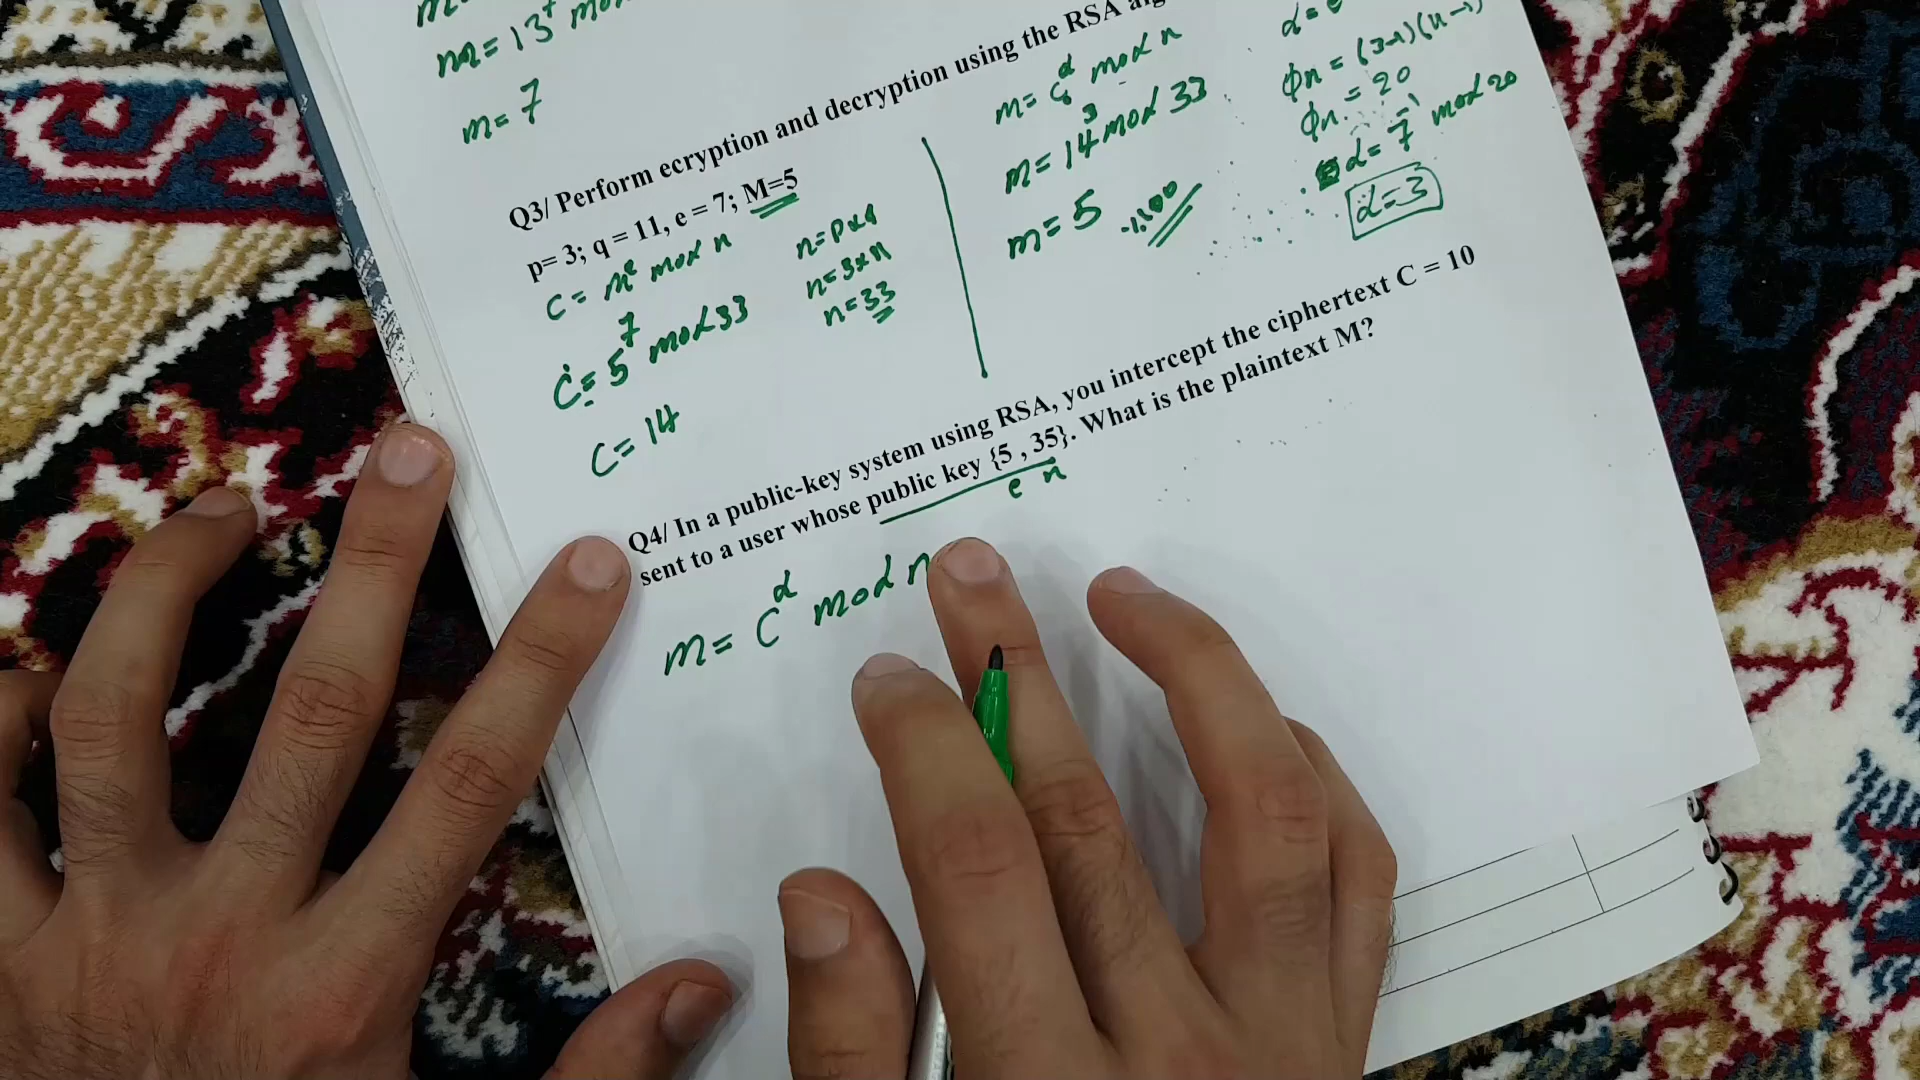 m= 13⁷
m= 7
Q3/ Perform ecryption and decryption using the RSA
p= 3; q = 11, e = 7; M=5
C= mᵉ mod n
C= 5⁷ mod 33
C= 14
n= p×q
n= 3×11
n= 33
m= Cᵈ mod n
m= 14³ mod 33
m= 5
Φn = (3-1)(11-1)
Φn = 20
d= 7⁻¹ mod 20
d=3
Q4/ In a public-key system using RSA, you intercept the ciphertext C = 10
sent to a user whose public key {5 , 35}. What is the plaintext M?
e n
m= Cᵈ mod n